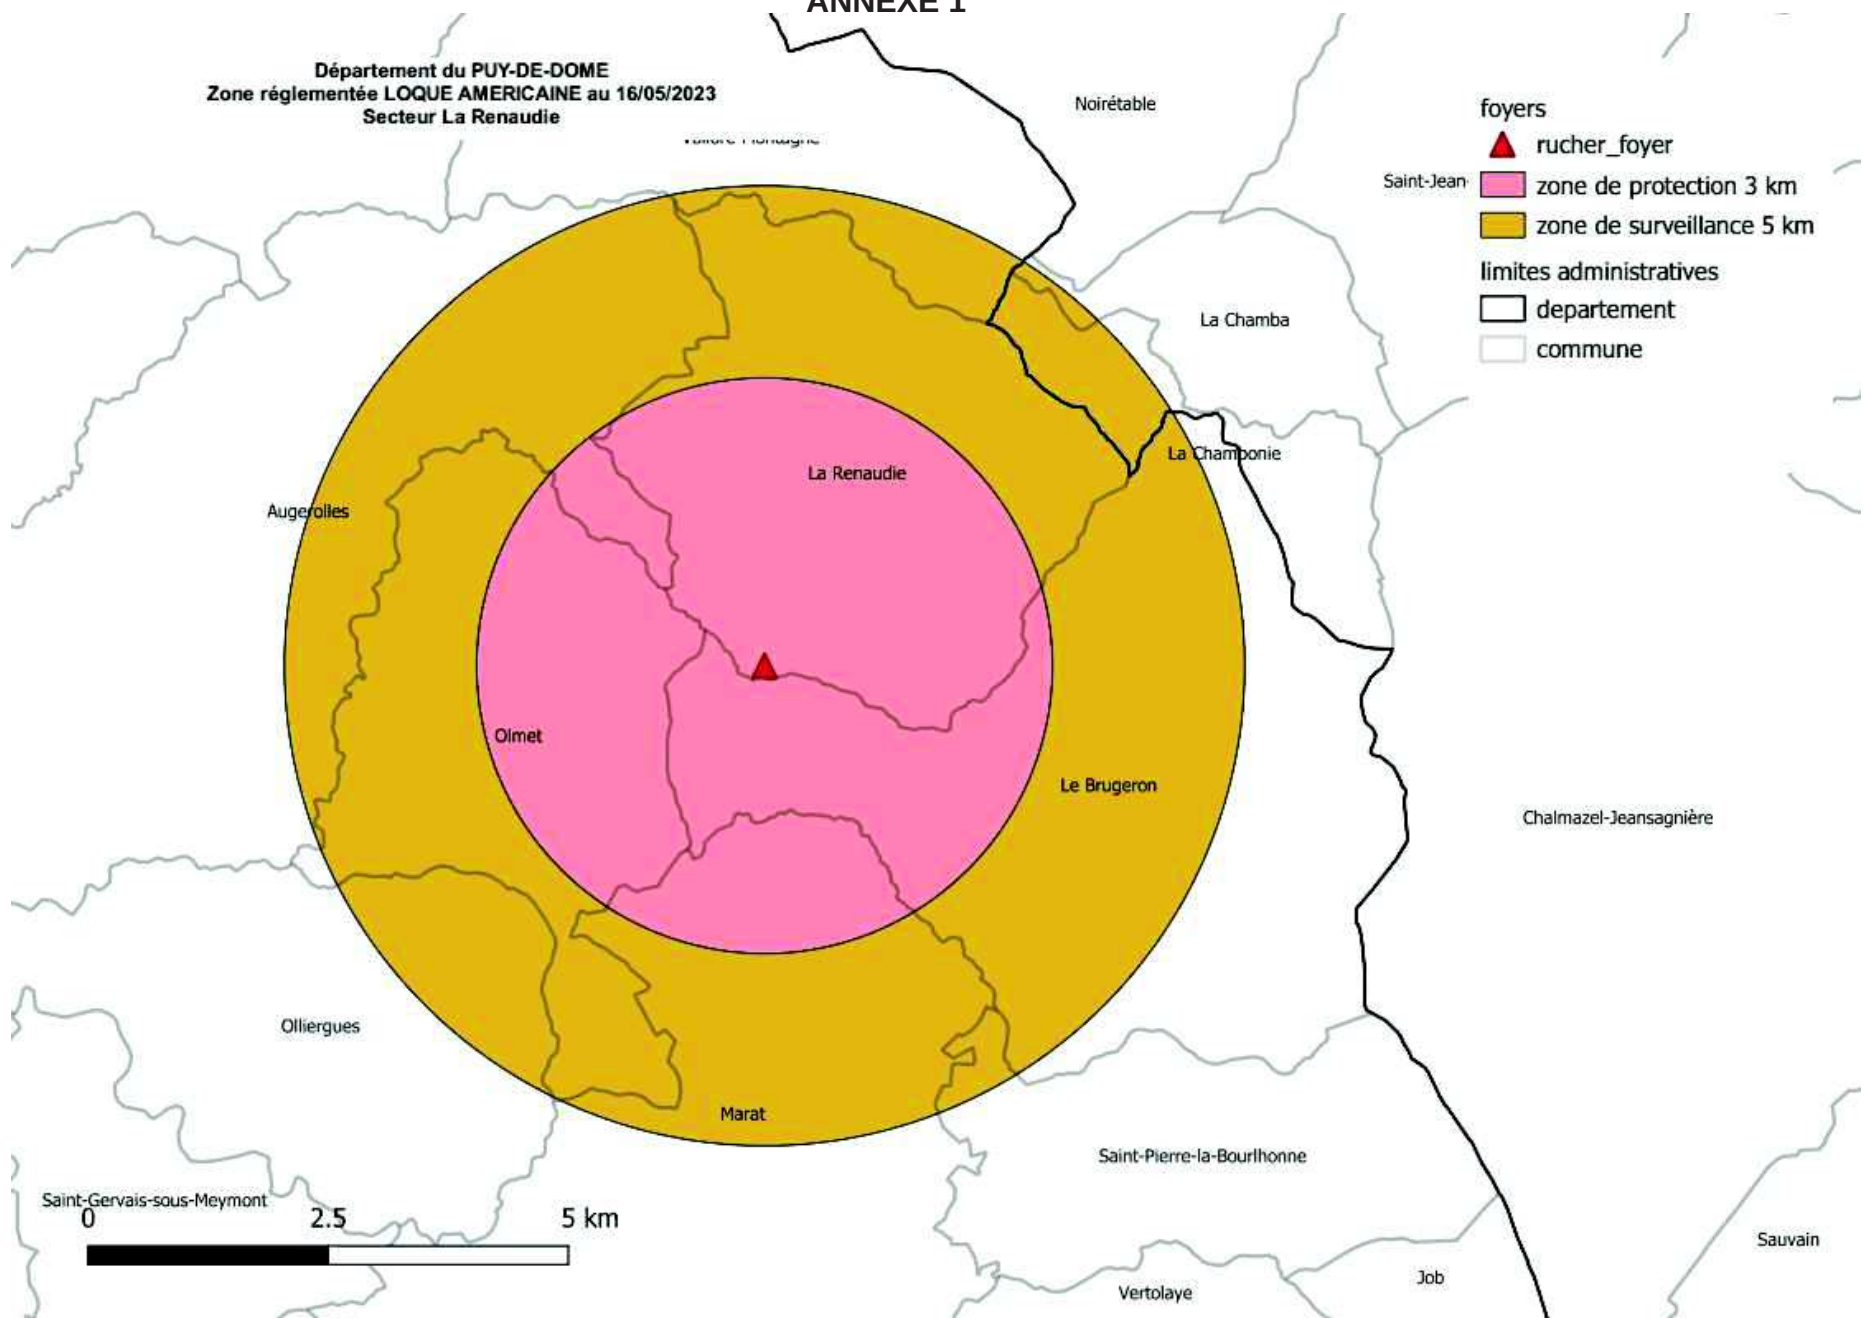 ANNEXE 1
Département du PUY-DE-DOME
Zone réglementée LOQUE AMERICAINE au 16/05/2023
Secteur La Renaudie
Noirétable
foyers
rucher_foyer
Saint-Jean
zone de protection 3 km
zone de surveillance 5 km
limites administratives
departement
commune
La Chamba
La Chambonie
La Renaudie
Augerolles
Olmet
Le Brugeron
Chalmazel-Jeansagnière
Olliergues
Marat
Saint-Pierre-la-Bourlhonne
Saint-Gervais-sous-Meymont
0 2.5 5 km
Sauvain
Job
Vertolaye